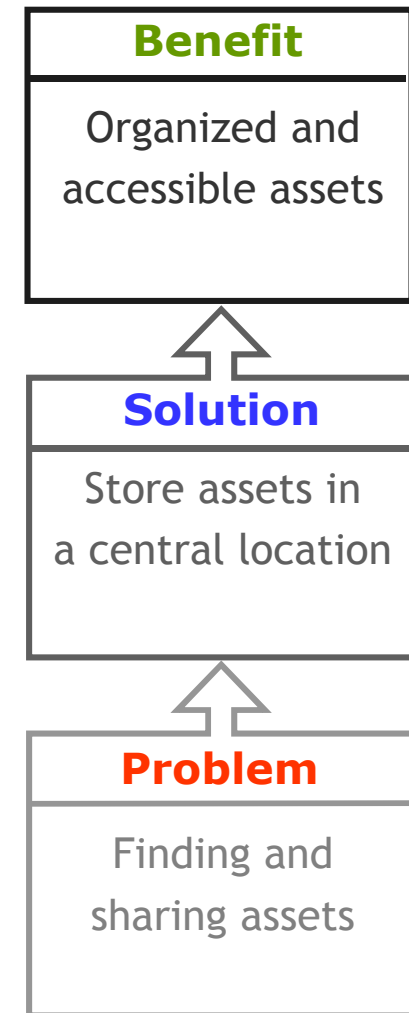 Benefit
Organized and
accessible assets
Solution
Store assets in
a central location
Problem
Finding and
sharing assets